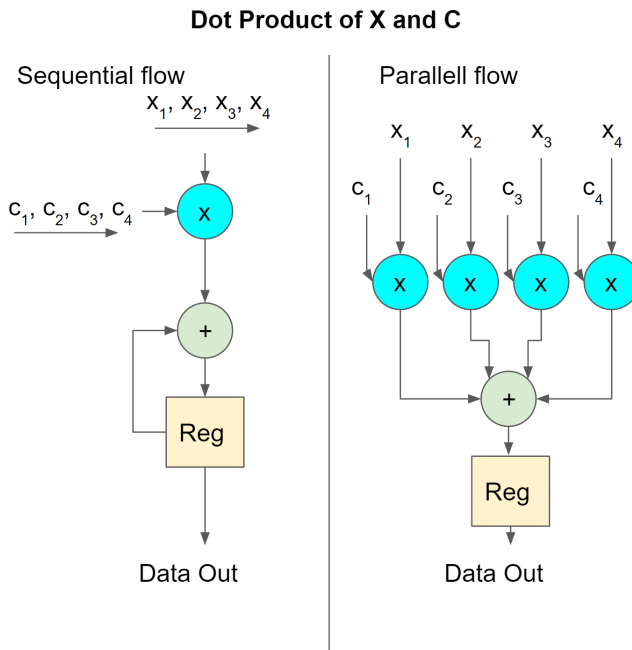 Dot Product of X and C
Sequential flow
x₁, x₂, x₃, x₄
c₁, c₂, c₃, c₄
x
+
Reg
Data Out
Parallell flow
x₁ x₂ x₃ x₄
c₁ c₂ c₃ c₄
x x x x
+
Reg
Data Out